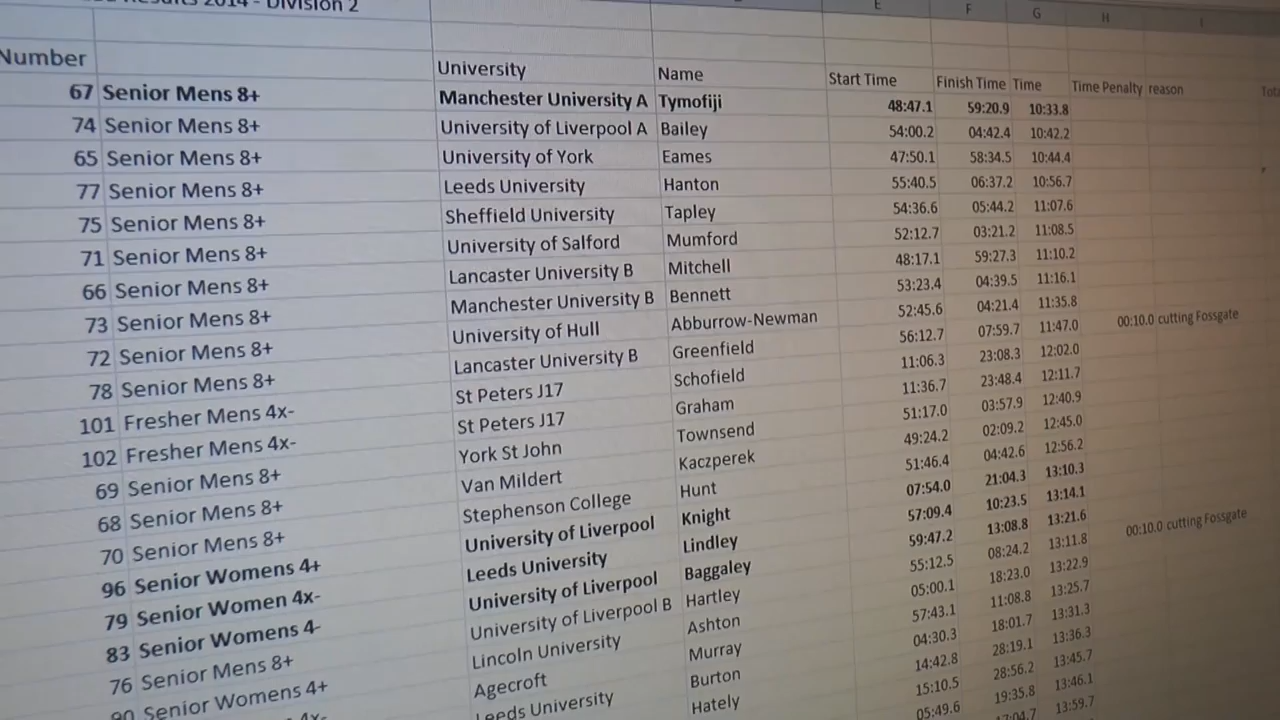 2014 - Division 2
E F G H I
Number University Name Start Time Finish Time Time Time Penalty reason
67 Senior Mens 8+ Manchester University A Tymofiji 48:47.1 59:20.9 10:33.8
74 Senior Mens 8+ University of Liverpool A Bailey 54:00.2 04:42.4 10:42.2
65 Senior Mens 8+ University of York Eames 47:50.1 58:34.5 10:44.4
77 Senior Mens 8+ Leeds University Hanton 55:40.5 06:37.2 10:56.7
75 Senior Mens 8+ Sheffield University Tapley 54:36.6 05:44.2 11:07.6
71 Senior Mens 8+ University of Salford Mumford 52:12.7 03:21.2 11:08.5
66 Senior Mens 8+ Lancaster University B Mitchell 48:17.1 59:27.3 11:10.2
73 Senior Mens 8+ Manchester University B Bennett 53:23.4 04:39.5 11:16.1
72 Senior Mens 8+ University of Hull Abburrow-Newman 52:45.6 04:21.4 11:35.8
78 Senior Mens 8+ Lancaster University B Greenfield 56:12.7 07:59.7 11:47.0 00:10.0 cutting Fossgate
101 Fresher Mens 4x- St Peters J17 Schofield 11:06.3 23:08.3 12:02.0
102 Fresher Mens 4x- St Peters J17 Graham 11:36.7 23:48.4 12:11.7
69 Senior Mens 8+ York St John Townsend 51:17.0 03:57.9 12:40.9
68 Senior Mens 8+ Van Mildert Kaczperek 49:24.2 02:09.2 12:45.0
70 Senior Mens 8+ Stephenson College Hunt 51:46.4 04:42.6 12:56.2
96 Senior Womens 4+ University of Liverpool Knight 07:54.0 21:04.3 13:10.3
79 Senior Women 4x- Leeds University Lindley 57:09.4 10:23.5 13:14.1
83 Senior Womens 4- University of Liverpool Baggaley 59:47.2 13:08.8 13:21.6
76 Senior Mens 8+ University of Liverpool B Hartley 55:12.5 08:24.2 13:11.8 00:10.0 cutting Fossgate
90 Senior Womens 4+ Lincoln University Ashton 05:00.1 18:23.0 13:22.9
4x- Agecroft Murray 57:43.1 11:08.8 13:25.7
Leeds University Burton 04:30.3 18:01.7 13:31.3
Hately 14:42.8 28:19.1 13:36.3
15:10.5 28:56.2 13:45.7
05:49.6 19:35.8 13:46.1
13:59.7